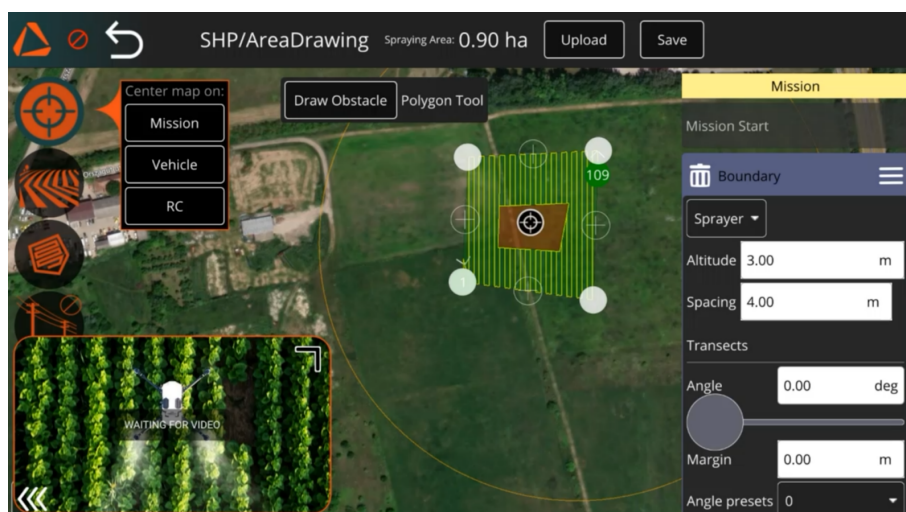 SHP/AreaDrawing Spraying Area: 0.90 ha Upload Save
Center map on:
Mission
Vehicle
RC
Draw Obstacle Polygon Tool
109
1
WAITING FOR VIDEO
Mission
Mission Start
Boundary
Sprayer
Altitude 3.00 m
Spacing 4.00 m
Transects
Angle 0.00 deg
Margin 0.00 m
Angle presets 0